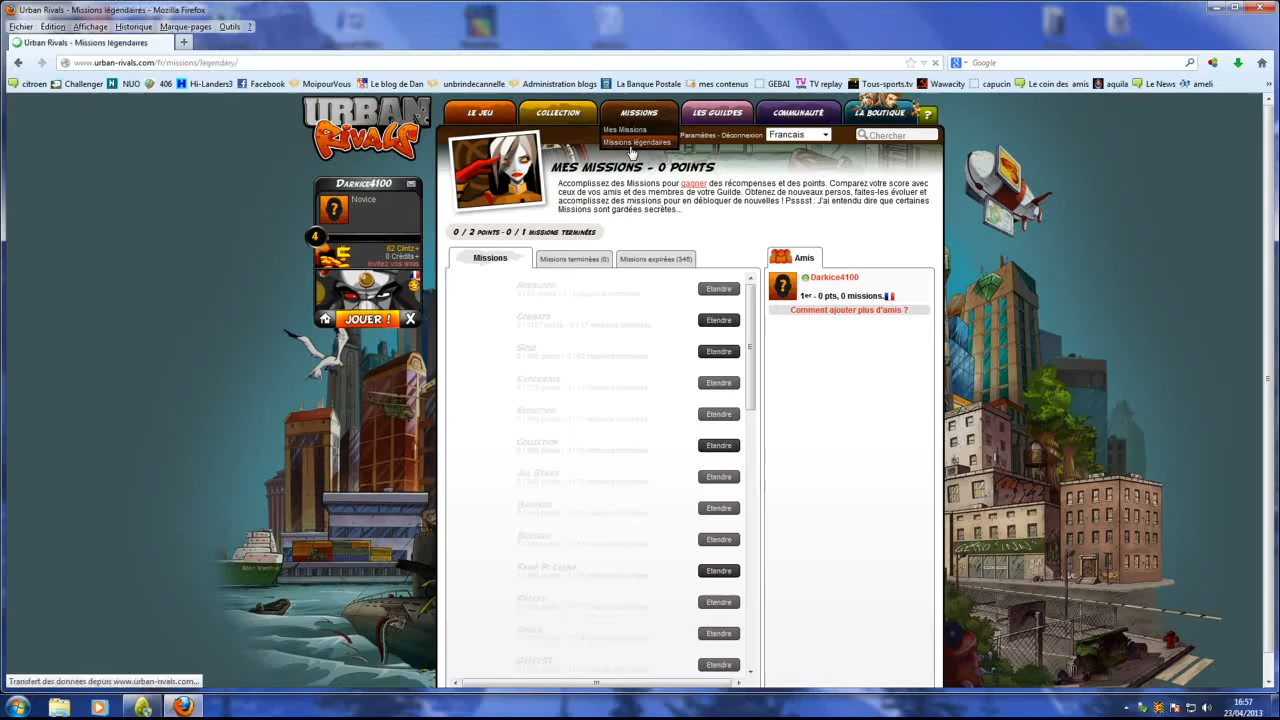 Urban Rivals - Missions légendaires - Mozilla Firefox
Fichier Édition Affichage Historique Marque-pages Outils ?
Urban Rivals - Missions légendaires
www.urban-rivals.com/fr/missions/legendary/
Google
citroen Challenger NUO 406 Hi-Landers3 Facebook MoipourVous Le blog de Dan unbrindecannelle Administration blogs La Banque Postale mes contenus GEBAI TV replay Tous-sports.tv Wawacity capucin Le coin des amis aquila Le News ameli
URBAN
RIVALS
LE JEU COLLECTION MISSIONS LES GUILDES COMMUNAUTÉ LA BOUTIQUE ?
Mes Missions
Missions légendaires
Paramètres - Déconnexion Francais Chercher
MES MISSIONS - 0 POINTS
Accomplissez des Missions pour gagner des récompenses et des points. Comparez votre score avec
ceux de vos amis et des membres de votre Guilde. Obtenez de nouveaux persos, faites-les évoluer et
accomplissez des missions pour en débloquer de nouvelles ! Psssst : J'ai entendu dire que certaines
Missions sont gardées secrètes...
DARKICE4100
Novice
4
62 Clintz+
0 Crédits+
Invitez vos amis
JOUER !
0 / 2 POINTS - 0 / 1 MISSIONS TERMINÉES
Missions Missions terminées (0) Missions expirées (345)
Etendre
COMBATS
Etendre
SOLO
Etendre
Etendre
EVOLUTION
Etendre
COLLECTION
Etendre
ALL STARS
Etendre
Etendre
Etendre
Etendre
Etendre
Etendre
Etendre
Amis
Darkice4100
1er - 0 pts, 0 missions.
Comment ajouter plus d'amis ?
Transfert des données depuis www.urban-rivals.com...
16:57
23/04/2013